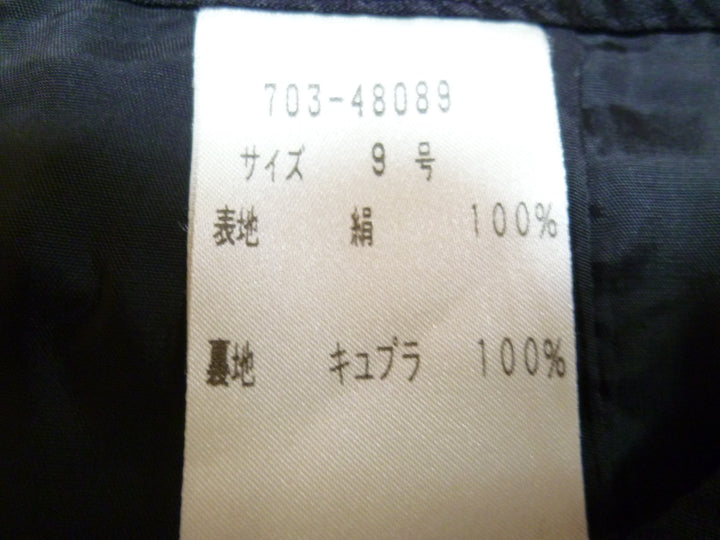 703-48089
サイズ 9 号
表地 絹 100%
裏地 キュプラ 100%